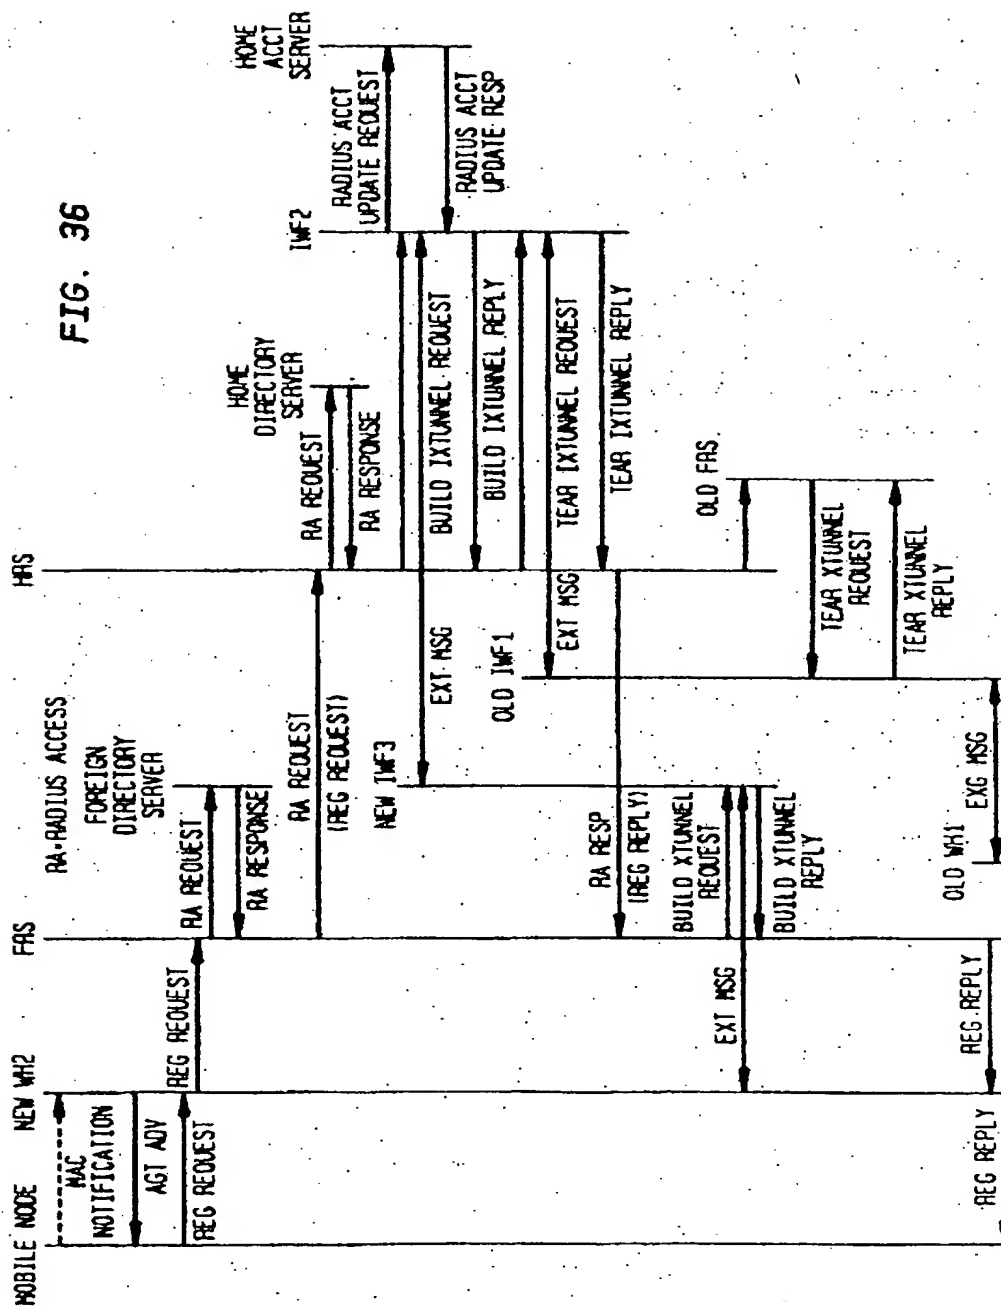 FIG. 36
MOBILE NODE
NEW WH2
FRS
HRS
IWF2
HOME
ACCT
SERVER
RA=RADIUS ACCESS
FOREIGN
DIRECTORY
SERVER
HOME
DIRECTORY
SERVER
MAC
NOTIFICATION
AGT ADV
REG REQUEST
REG REQUEST
RA REQUEST
RA RESPONSE
RA REQUEST
(REG REQUEST)
RA REQUEST
RA RESPONSE
RADIUS ACCT
UPDATE REQUEST
RADIUS ACCT
UPDATE RESP
NEW IWF3
EXT MSG
BUILD IXTUNNEL REQUEST
BUILD IXTUNNEL REPLY
OLD IWF1
EXT MSG
TEAR IXTUNNEL REQUEST
TEAR IXTUNNEL REPLY
RA RESP
(REG REPLY)
BUILD XTUNNEL
REQUEST
EXT MSG
BUILD XTUNNEL
REPLY
OLD FRS
TEAR XTUNNEL
REQUEST
TEAR XTUNNEL
REPLY
OLD WH1
EXG MSG
REG REPLY
REG REPLY